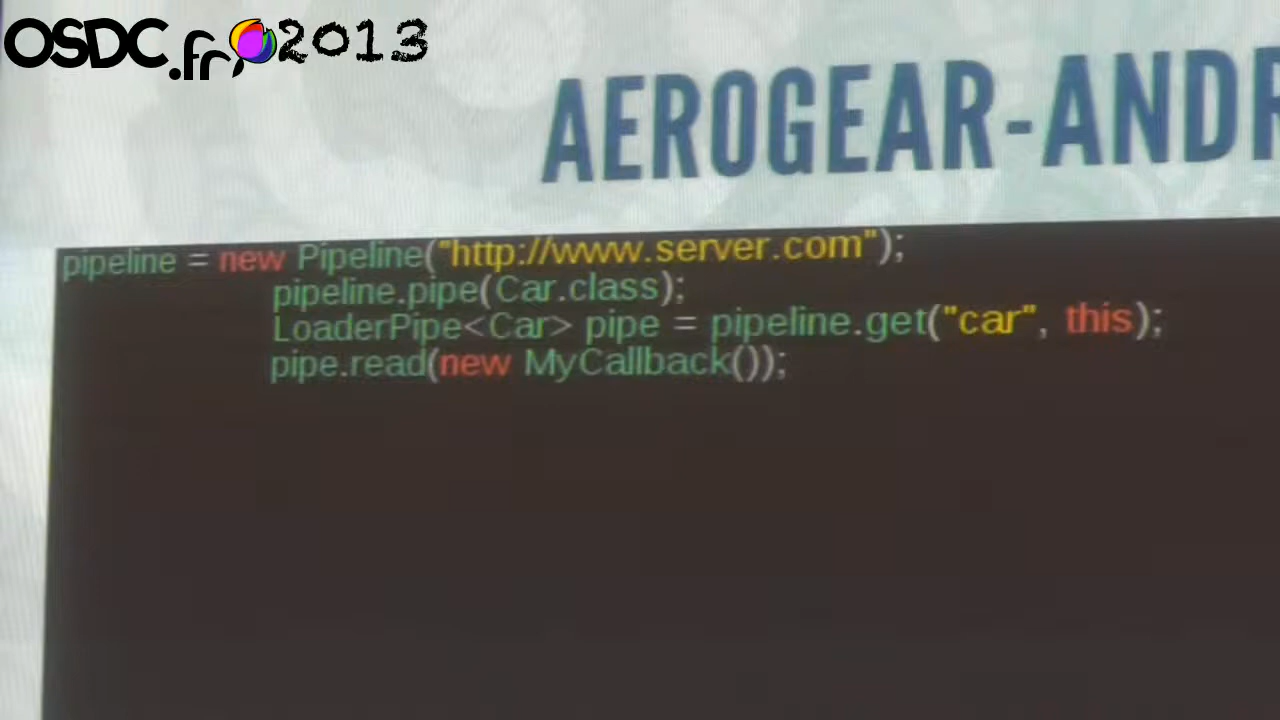 OSDC.fr 2013
AEROGEAR-ANDR
pipeline = new Pipeline("http://www.server.com");
pipeline.pipe(Car.class);
LoaderPipe<Car> pipe = pipeline.get("car", this);
pipe.read(new MyCallback());